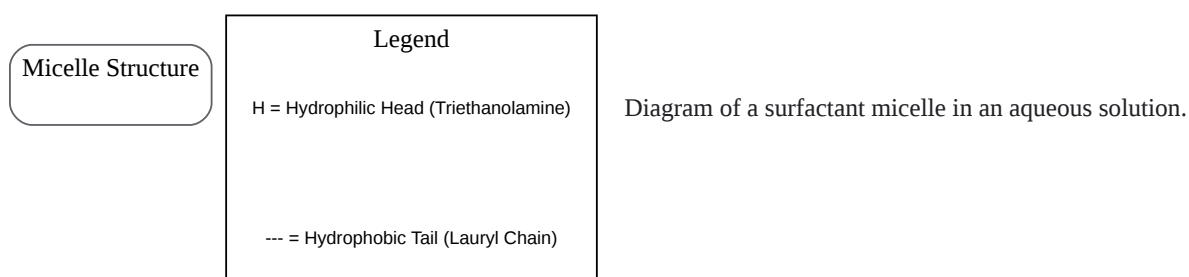 Micelle Structure
Legend
H = Hydrophilic Head (Triethanolamine)
--- = Hydrophobic Tail (Lauryl Chain)
Diagram of a surfactant micelle in an aqueous solution.